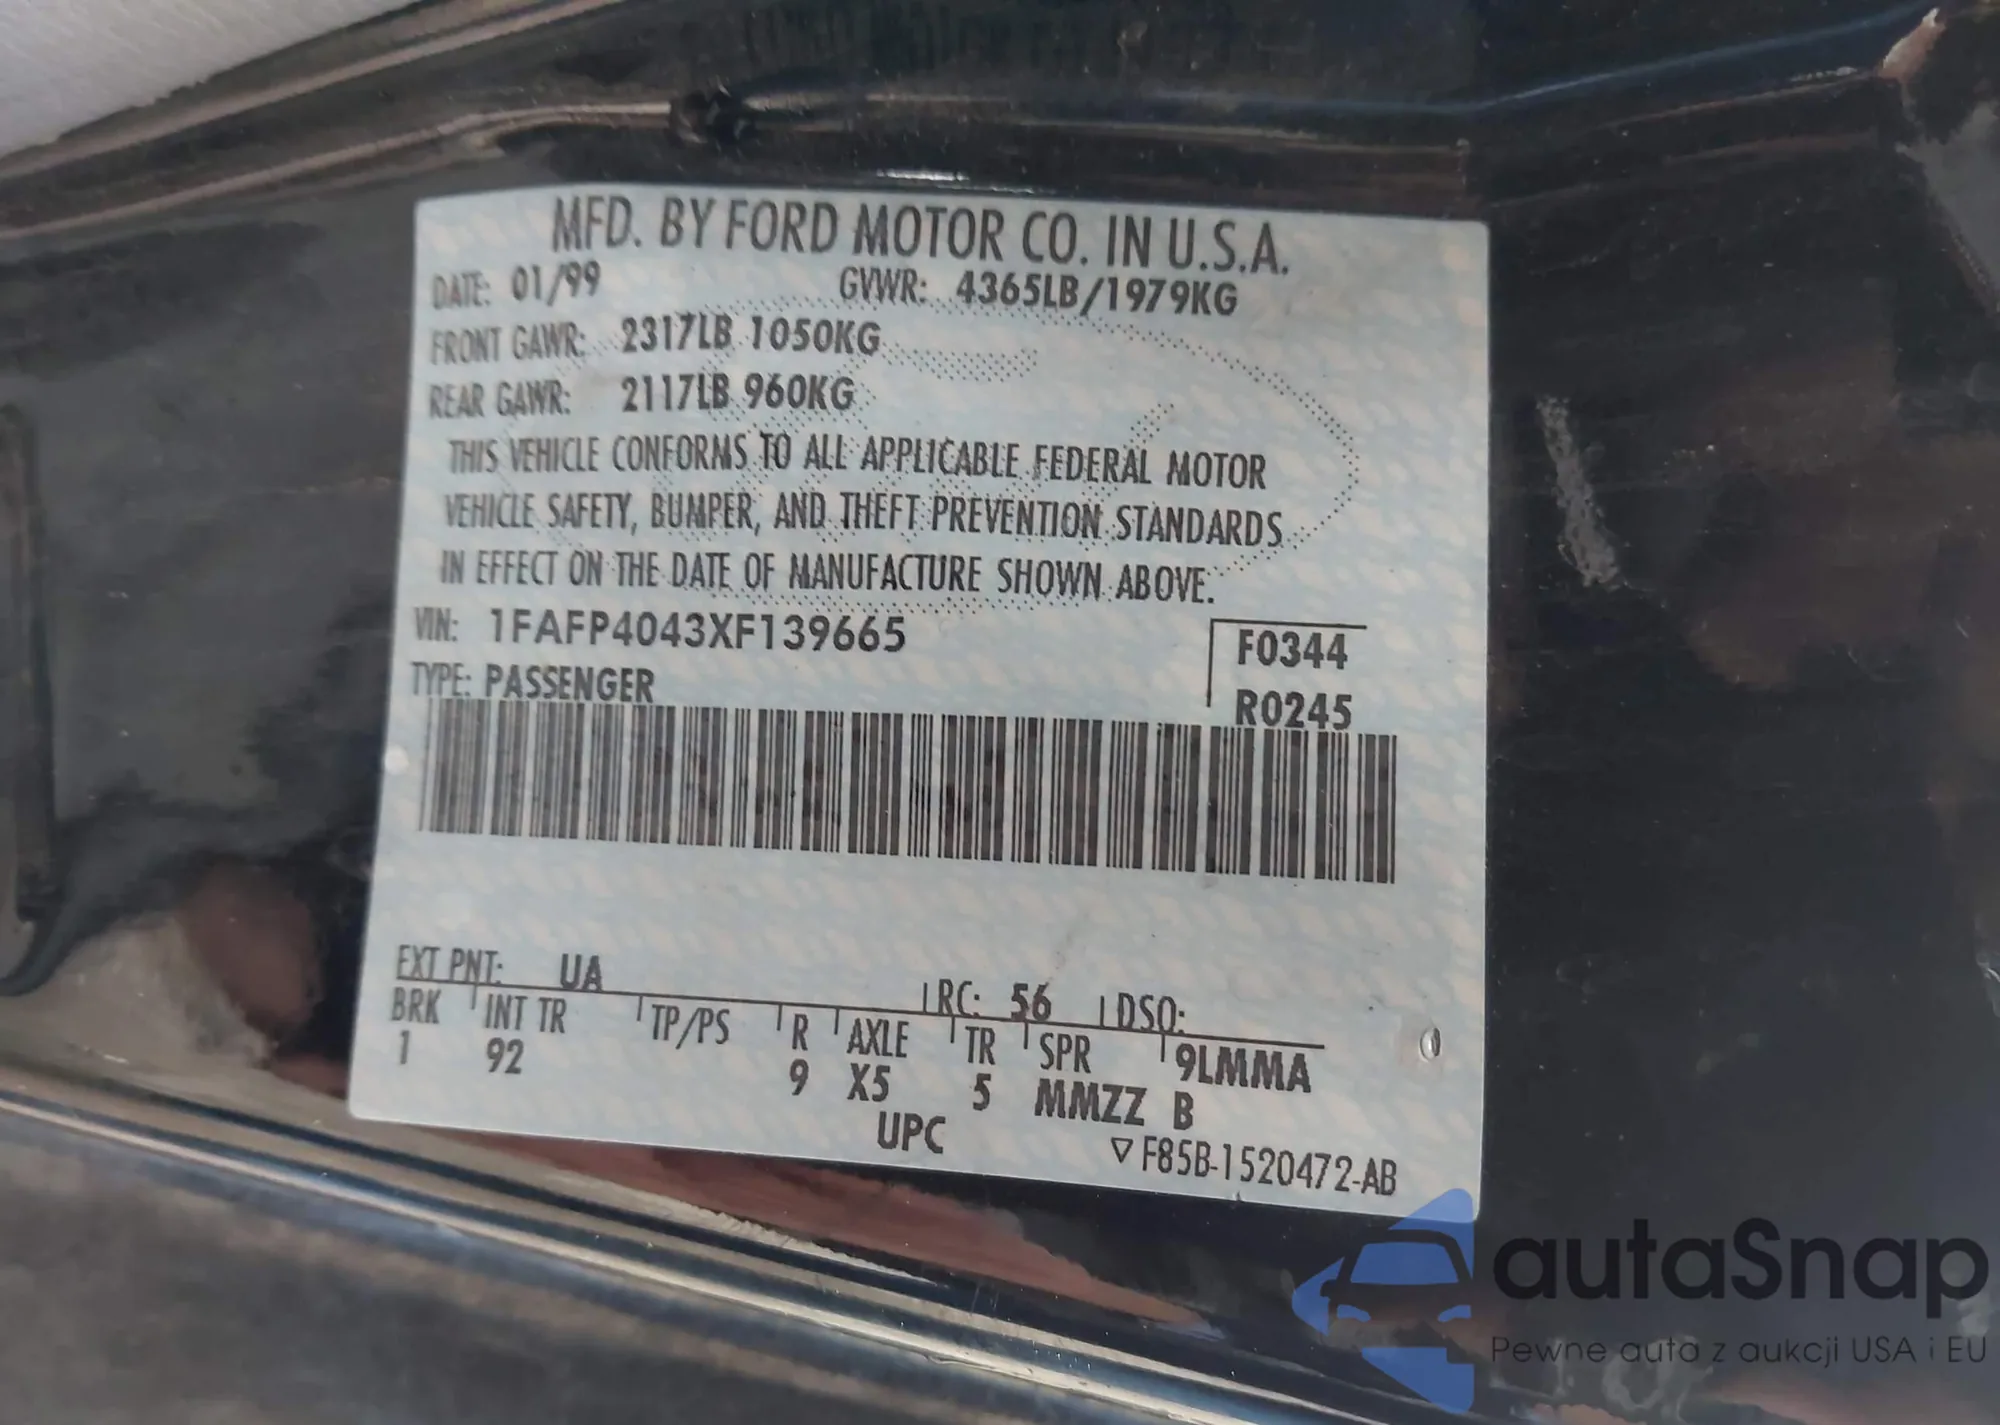 MFD. BY FORD MOTOR CO. IN U.S.A.
DATE: 01/99 GVWR: 4365LB/1979KG
FRONT GAWR: 2317LB 1050KG
REAR GAWR: 2117LB 960KG
THIS VEHICLE CONFORMS TO ALL APPLICABLE FEDERAL MOTOR
VEHICLE SAFETY, BUMPER, AND THEFT PREVENTION STANDARDS
IN EFFECT ON THE DATE OF MANUFACTURE SHOWN ABOVE.
VIN: 1FAFP4043XF139665 F0344
TYPE: PASSENGER R0245
EXT PNT: UA RC: 56 DSO:
BRK INT TR TP/PS R AXLE TR SPR 9LMMA
1 92 9 X5 5 MMZZ B
UPC ▽F85B-1520472-AB
autaSnap
Pewne auta z aukcji USA i EU